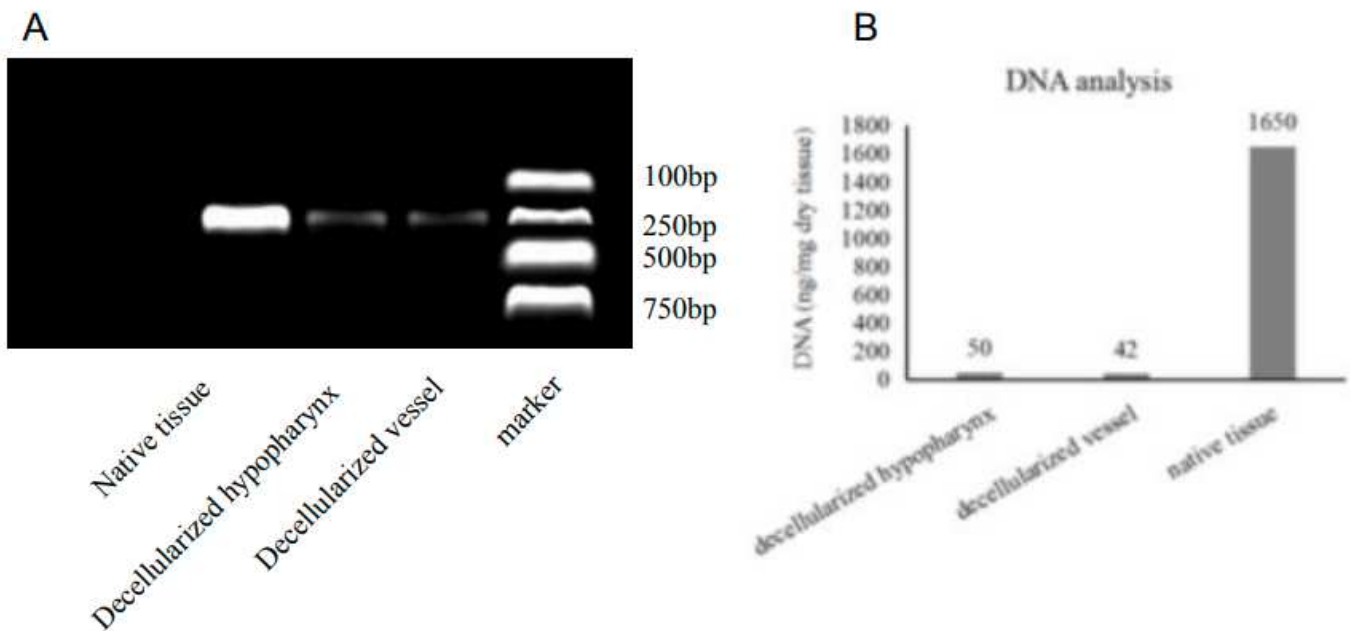 A
100bp
250bp
500bp
750bp
Native tissue
Decellularized hypopharynx
Decellularized vessel
marker
B
DNA analysis
DNA (ng/mg dry tissue)
1800
1600
1400
1200
1000
800
600
400
200
0
50
42
1650
decellularized hypopharynx
decellularized vessel
native tissue